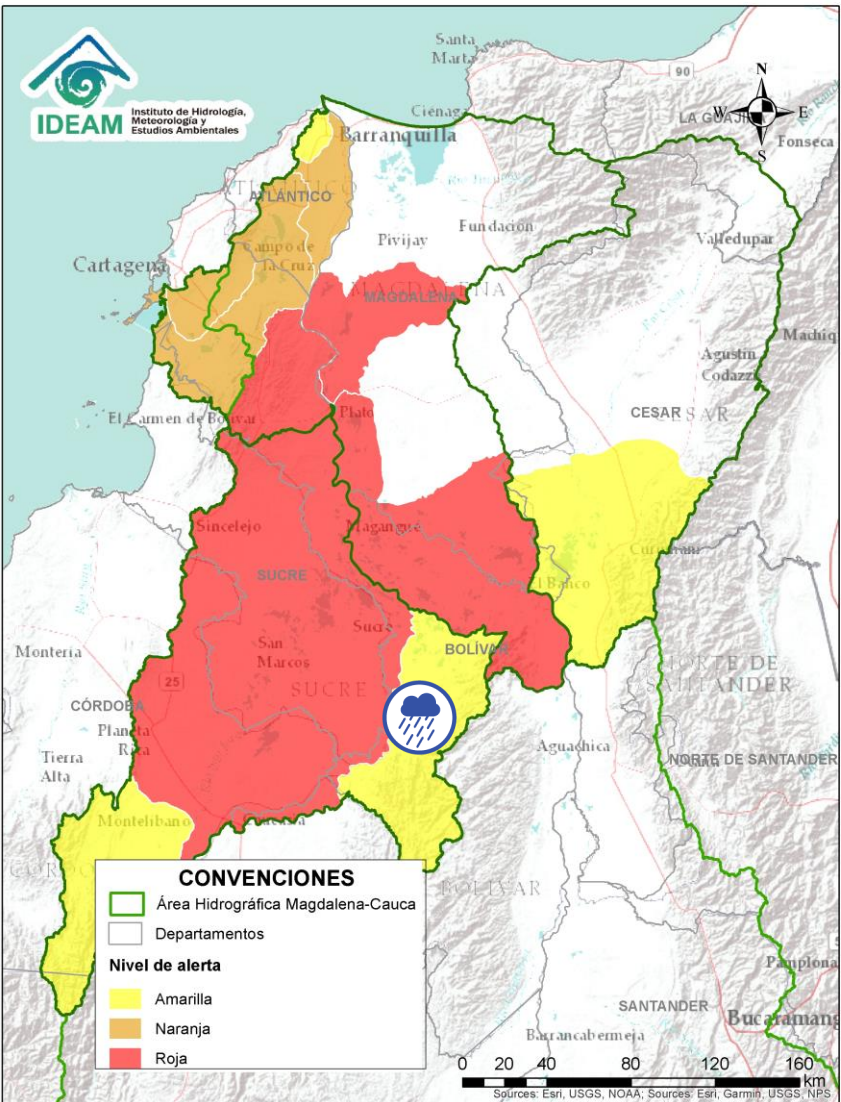 IDEAM
Instituto de Hidrología,
Meteorología y
Estudios Ambientales
Santa
Marta
90
N
W
E
S
Ciénaga
LA GUAJIRA
Fonseca
Barranquilla
ATLÁNTICO
ATLÁNTICO
Pivijay
Fundación
Valledupar
Campo de
la Cruz
Cartagena
MAGDALENA
MAGDALENA
Agustín
Codazzi
CESAR
CESAR
El Carmen de Bolívar
Plato
Sincelejo
Magangué
SUCRE
El Banco
Sucre
BOLÍVAR
San
Marcos
SUCRE
Montería
25
CÓRDOBA
Planeta
Rica
Tierra
Alta
NORTE DE
SANTANDER
Aguachica
NORTE DE SANTANDER
Montelíbano
BOLÍVAR
CONVENCIONES
Área Hidrográfica Magdalena-Cauca
Departamentos
Nivel de alerta
Amarilla
Naranja
Roja
Pamplona
SANTANDER
Bucaramang
Barrancabermeja
0 20 40 80 120 160
km
Sources: Esri, USGS, NOAA; Sources: Esri, Garmin, USGS, NPS